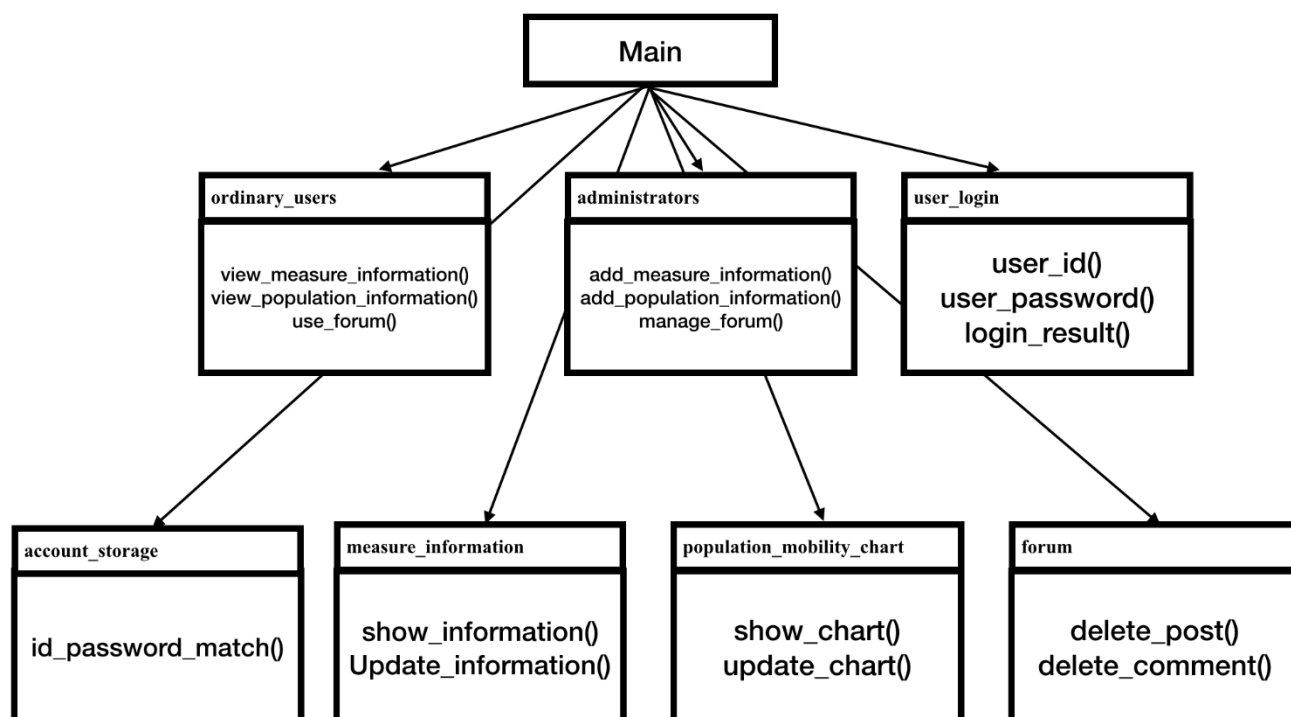 Main
ordinary_users
view_measure_information()
view_population_information()
use_forum()
administrators
add_measure_information()
add_population_information()
manage_forum()
user_login
user_id()
user_password()
login_result()
account_storage
id_password_match()
measure_information
show_information()
Update_information()
population_mobility_chart
show_chart()
update_chart()
forum
delete_post()
delete_comment()